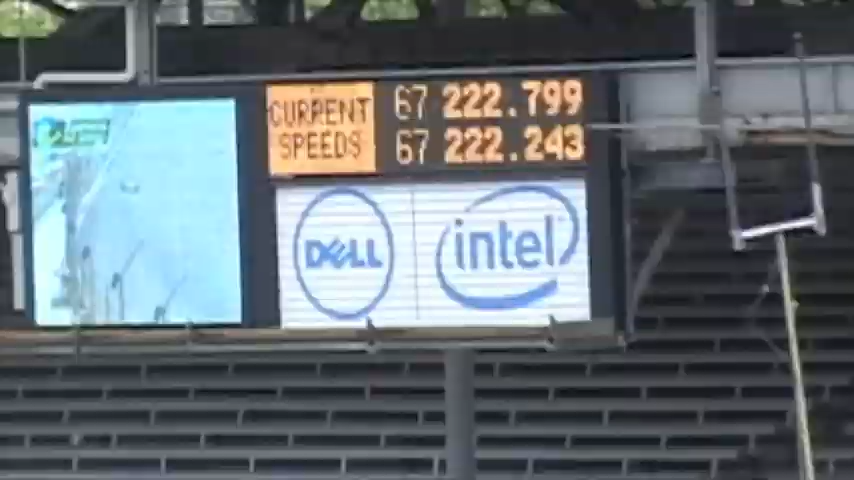 CURRENT
SPEEDS
67 222.799
67 222.243
DELL
intel